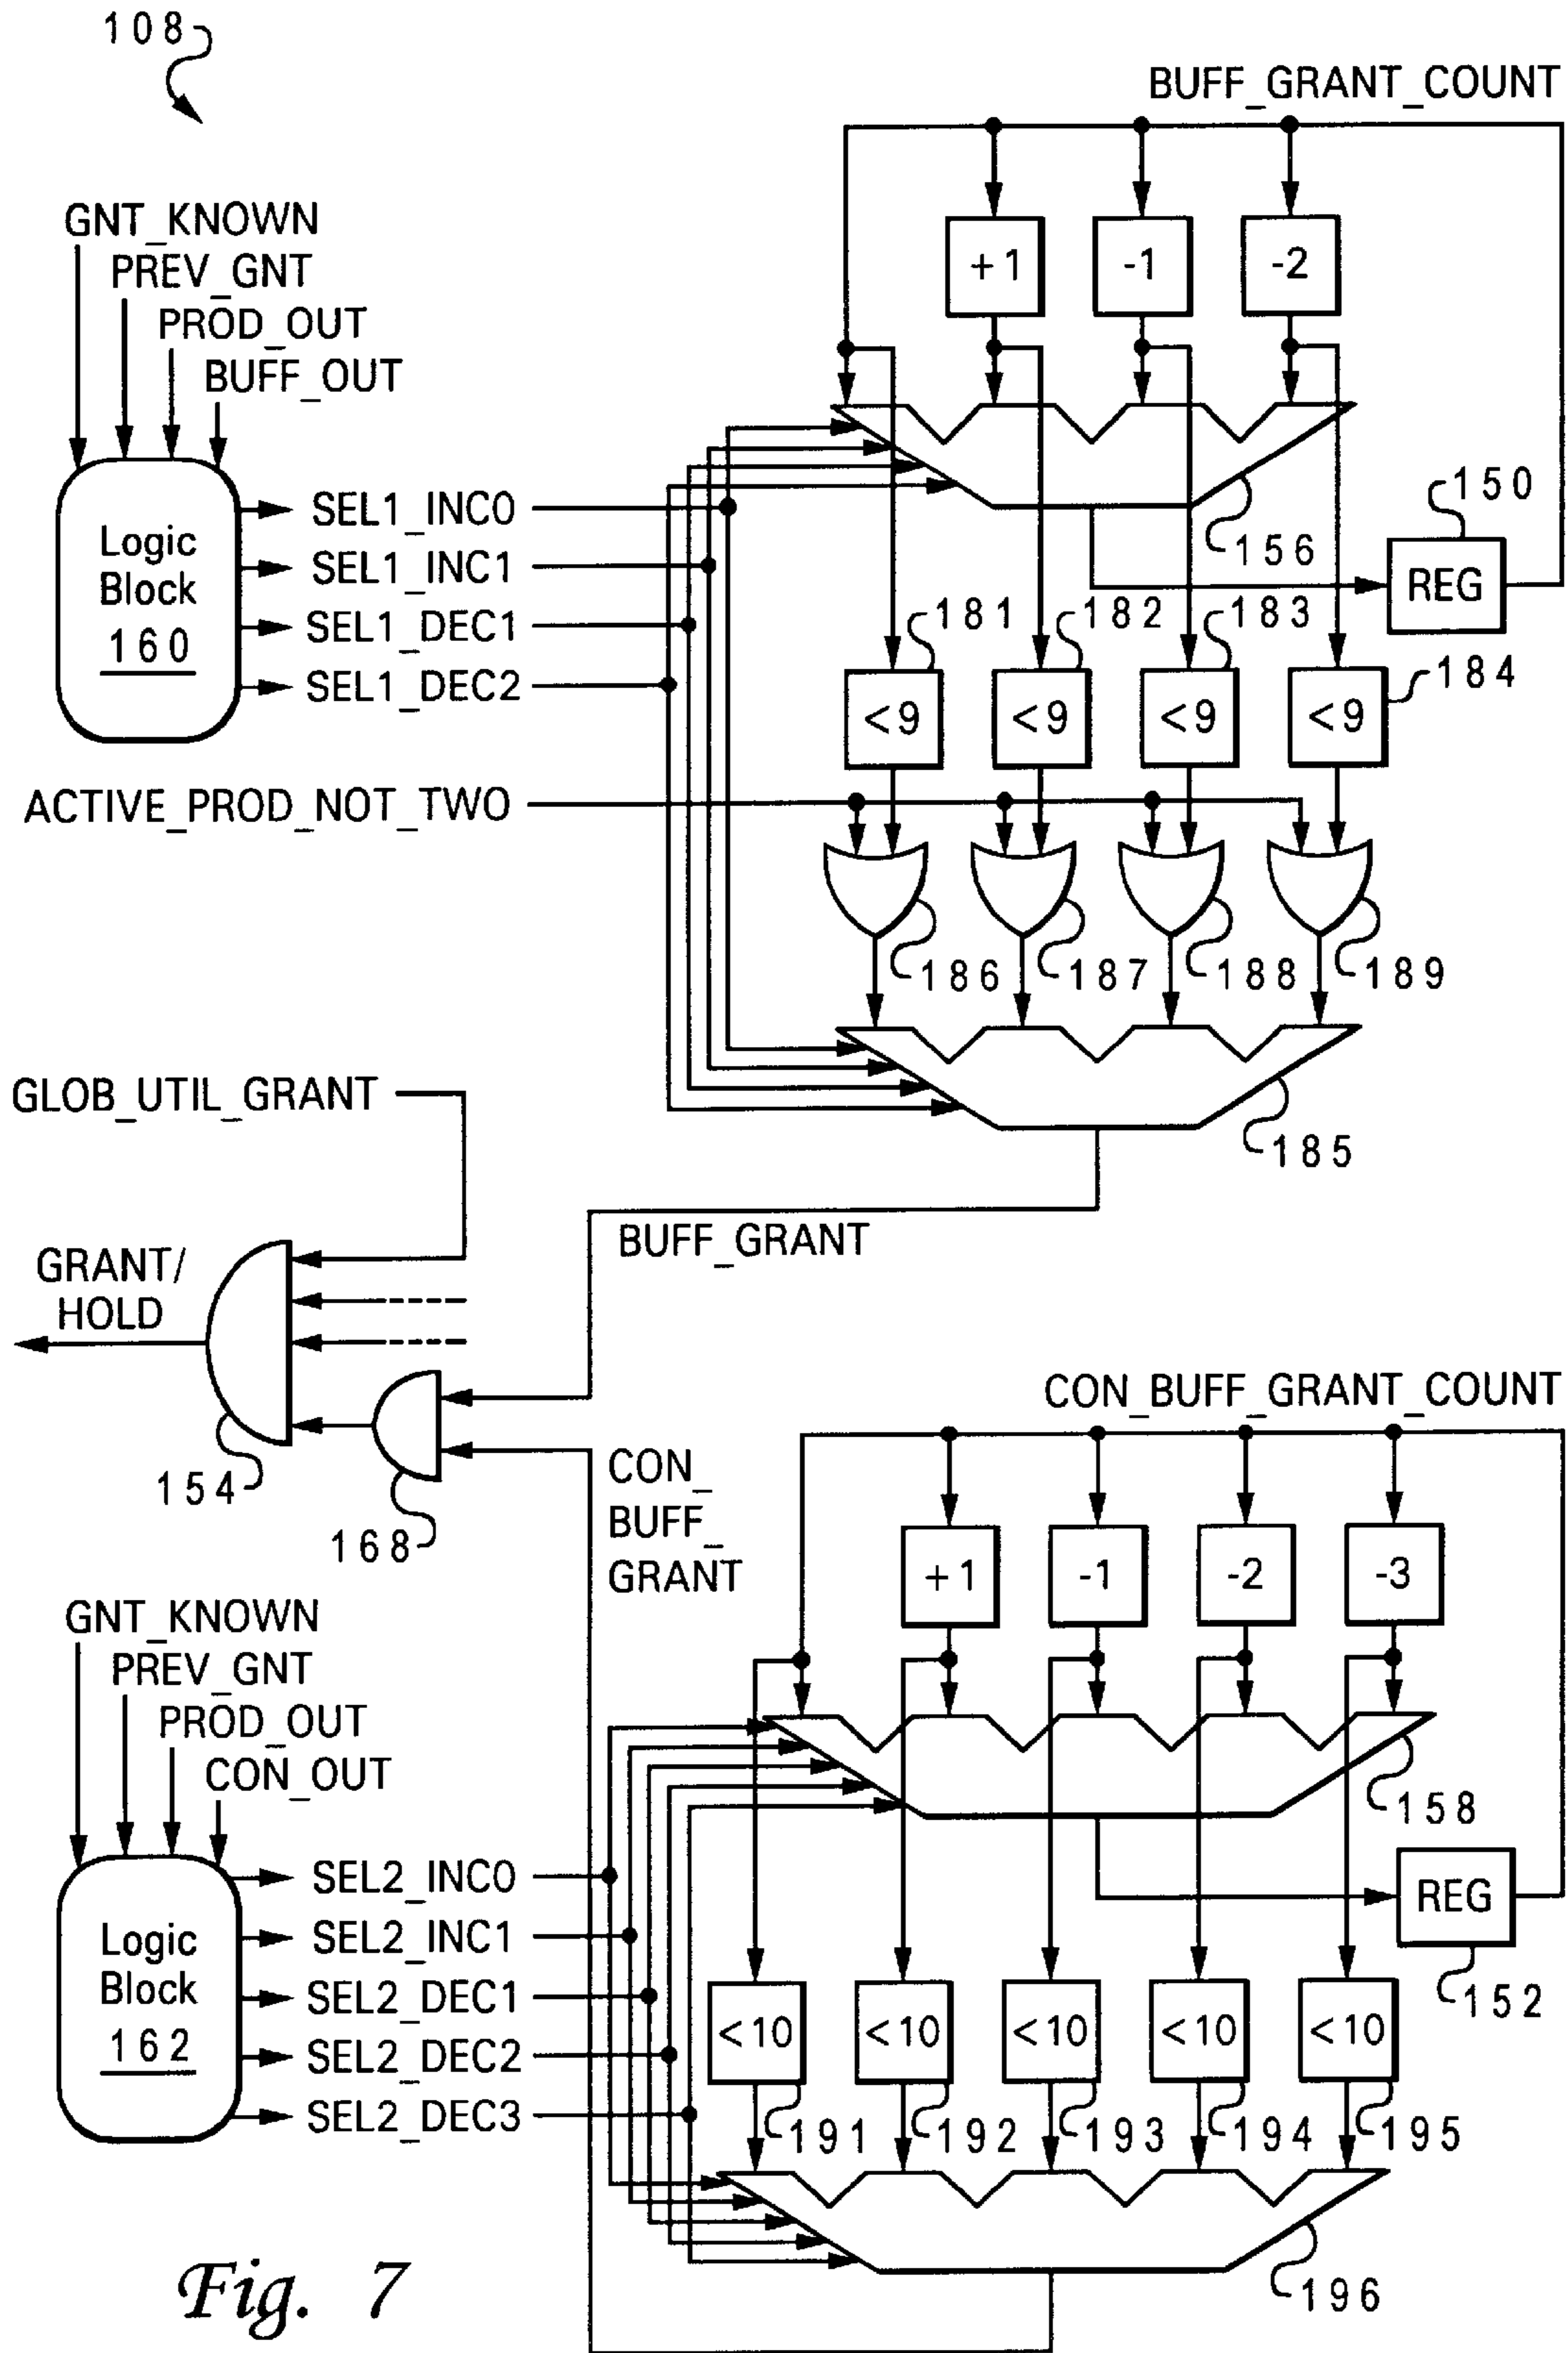 108
BUFF_GRANT_COUNT
GNT_KNOWN
PREV_GNT
PROD_OUT
BUFF_OUT
+1
-1
-2
Logic
Block
160
SEL1_INC0
SEL1_INC1
SEL1_DEC1
SEL1_DEC2
156
150
REG
181
182
183
184
<9
<9
<9
<9
ACTIVE_PROD_NOT_TWO
186
187
188
189
185
GLOB_UTIL_GRANT
BUFF_GRANT
GRANT/
HOLD
154
168
CON_
BUFF_
GRANT
CON_BUFF_GRANT_COUNT
+1
-1
-2
-3
GNT_KNOWN
PREV_GNT
PROD_OUT
CON_OUT
158
Logic
Block
162
SEL2_INC0
SEL2_INC1
SEL2_DEC1
SEL2_DEC2
SEL2_DEC3
REG
152
<10
<10
<10
<10
<10
191
192
193
194
195
196
Fig. 7